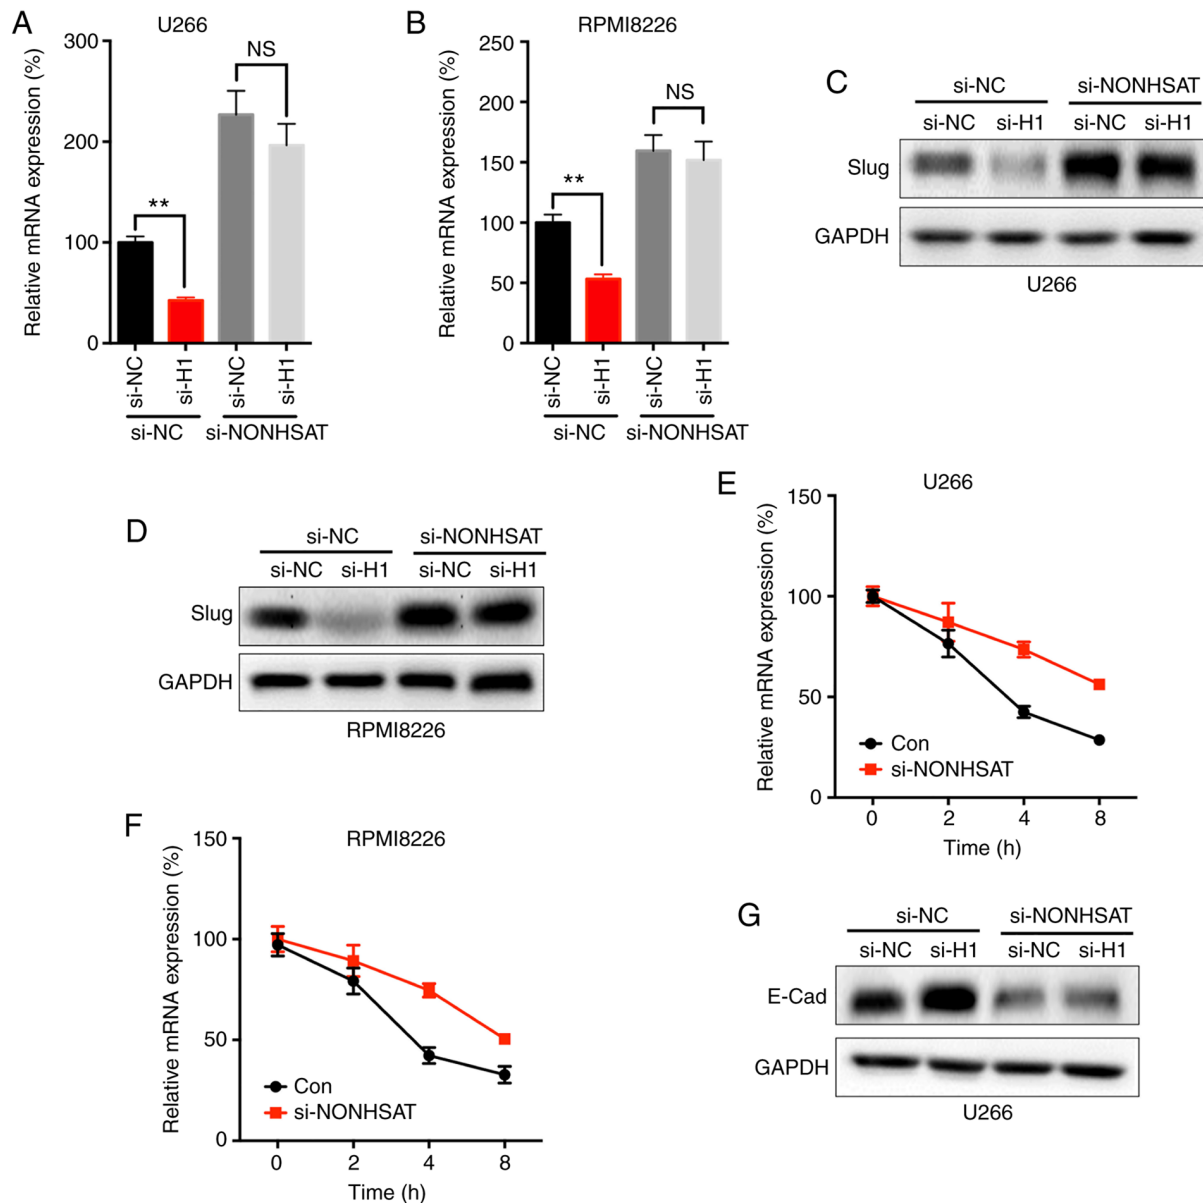 A
U266
Relative mRNA expression (%)
300
200
100
0
**
NS
si-NC
si-H1
si-NC
si-H1
si-NC
si-NONHSAT
B
RPMI8226
Relative mRNA expression (%)
250
200
150
100
50
0
**
NS
si-NC
si-H1
si-NC
si-H1
si-NC
si-NONHSAT
C
si-NC si-NONHSAT
si-NC si-H1 si-NC si-H1
Slug
GAPDH
U266
D
si-NC si-NONHSAT
si-NC si-H1 si-NC si-H1
Slug
GAPDH
RPMI8226
E
U266
Relative mRNA expression (%)
150
100
50
0
Con
si-NONHSAT
0 2 4 8
Time (h)
F
RPMI8226
Relative mRNA expression (%)
150
100
50
0
Con
si-NONHSAT
0 2 4 8
Time (h)
G
si-NC si-NONHSAT
si-NC si-H1 si-NC si-H1
E-Cad
GAPDH
U266